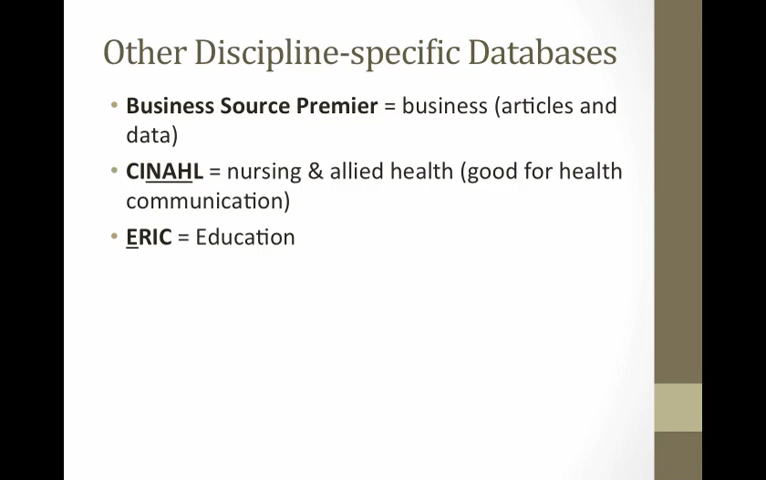 Other Discipline-specific Databases
• Business Source Premier = business (articles and
data)
• CINAHL = nursing & allied health (good for health
communication)
• ERIC = Education